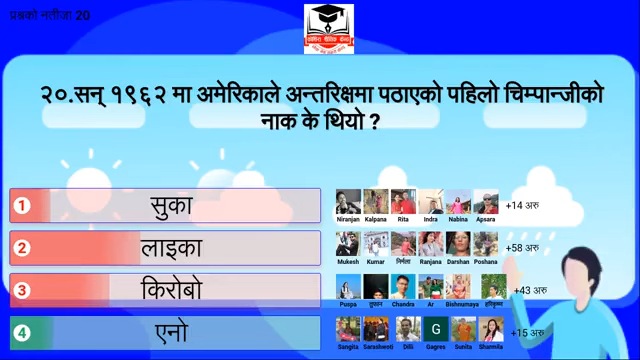 प्रश्नको नतीजा 20
२०.सन् १९६२ मा अमेरिकाले अन्तरिक्षमा पठाएको पहिलो चिम्पान्जीको
नाक के थियो ?
1 सुका
Niranjan Kalpana Rita Indra Nabina Apsara +14 अरु
2 लाइका
Mukesh Kumar निर्मला Ranjana Darshan Poshana +58 अरु
3 किरोबो
Puspa Chandra Ar Bishnumaya हरिकृष्ण +43 अरु
4 एनो
G
Sangita Sarashwoti Dilli Gagres Sunita Sharmila +15 अरु